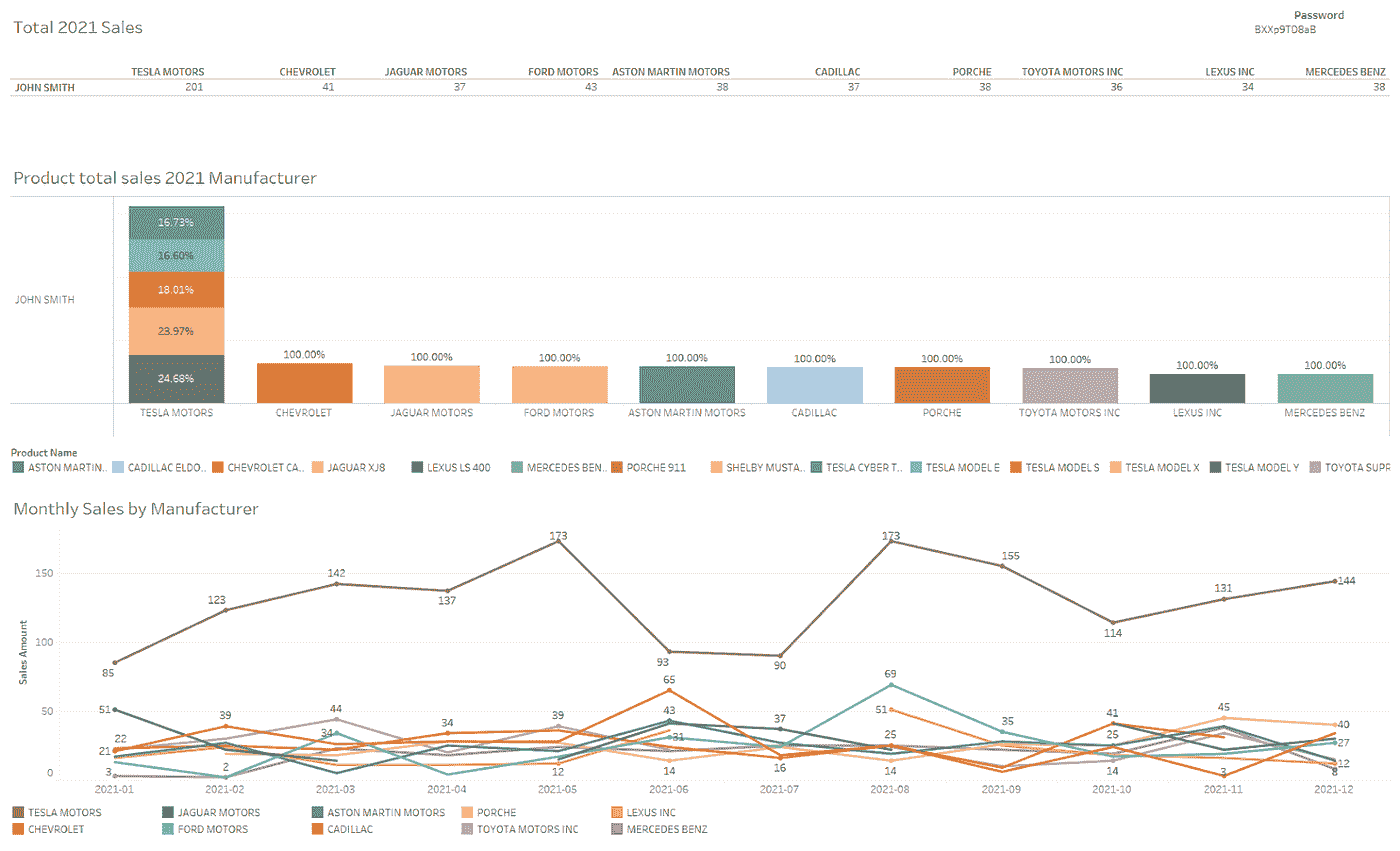 Total 2021 Sales
Password
BXXp9TD8aB
TESLA MOTORS CHEVROLET JAGUAR MOTORS FORD MOTORS ASTON MARTIN MOTORS CADILLAC PORCHE TOYOTA MOTORS INC LEXUS INC MERCEDES BENZ
JOHN SMITH 201 41 37 43 38 37 38 36 34 38
Product total sales 2021 Manufacturer
16.73%
16.60%
18.01%
JOHN SMITH
23.97%
100.00% 100.00% 100.00% 100.00% 100.00% 100.00% 100.00% 100.00% 100.00%
24.68%
TESLA MOTORS CHEVROLET JAGUAR MOTORS FORD MOTORS ASTON MARTIN MOTORS CADILLAC PORCHE TOYOTA MOTORS INC LEXUS INC MERCEDES BENZ
Product Name
ASTON MARTIN.. CADILLAC ELDO.. CHEVROLET CA.. JAGUAR XJ8 LEXUS LS 400 MERCEDES BEN.. PORCHE 911 SHELBY MUSTA.. TESLA CYBER T.. TESLA MODEL E TESLA MODEL S TESLA MODEL X TESLA MODEL Y TOYOTA SUPR
Monthly Sales by Manufacturer
173 173
155
150 142 144
137 131
123
114
100
93 90
85
Sales Amount
69
65
50 51 39 44 34 39 43 37 51 35 41 45 40
22 34 31 25 25 27
21 12
0 3 2 12 14 16 14 14 3 8
2021-01 2021-02 2021-03 2021-04 2021-05 2021-06 2021-07 2021-08 2021-09 2021-10 2021-11 2021-12
TESLA MOTORS JAGUAR MOTORS ASTON MARTIN MOTORS PORCHE LEXUS INC
CHEVROLET FORD MOTORS CADILLAC TOYOTA MOTORS INC MERCEDES BENZ